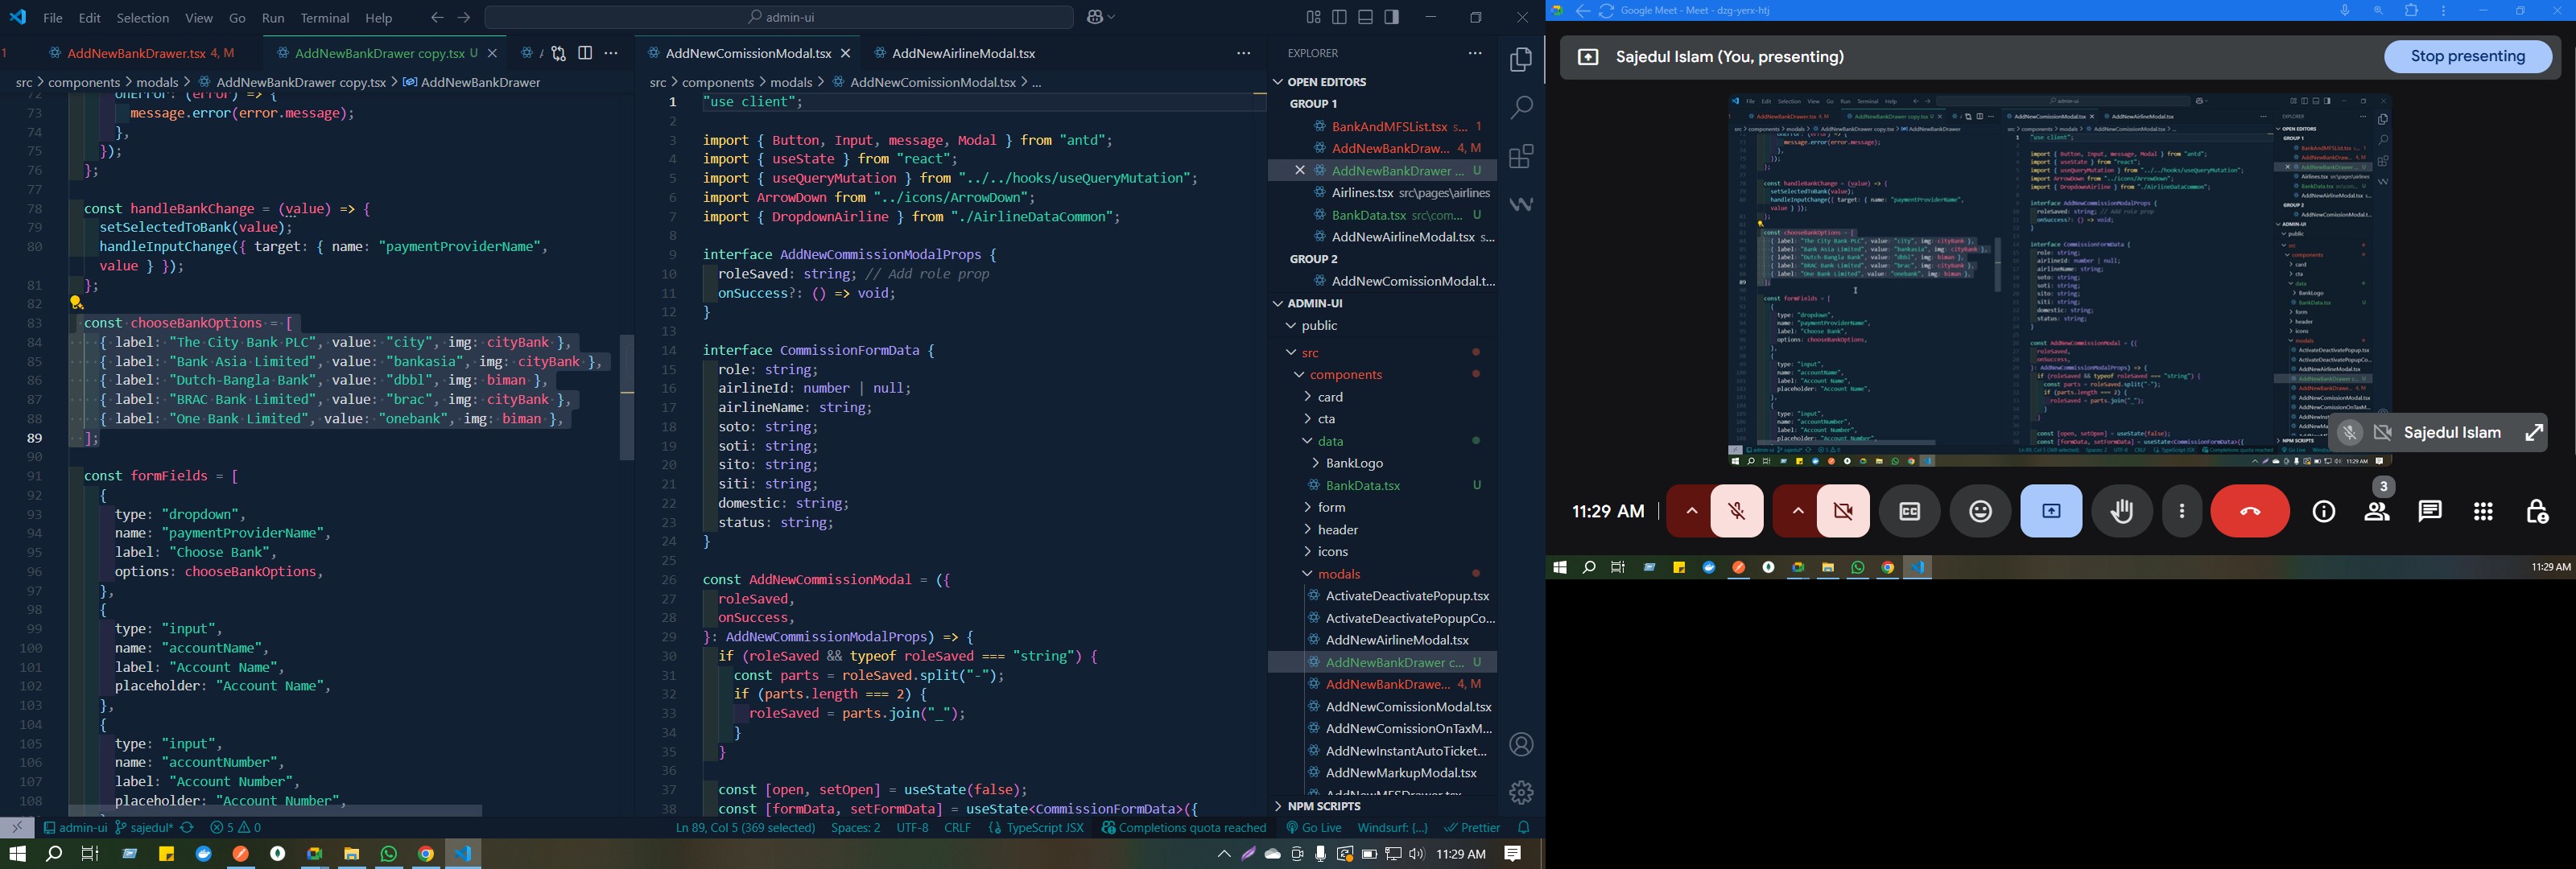 File Edit Selection View Go Run Terminal Help
admin-ui
1 AddNewBankDrawer.tsx 4, M
AddNewBankDrawer copy.tsx U
src > components > modals > AddNewBankDrawer copy.tsx > AddNewBankDrawer
72 onError: (error) => {
73 message.error(error.message);
74 },
75 });
76 };
77
78 const handleBankChange = (value) => {
79 setSelectedToBank(value);
80 handleInputChange({ target: { name: "paymentProviderName",
value } });
81 };
82
83 const chooseBankOptions = [
84 { label: "The City Bank PLC", value: "city", img: cityBank },
85 { label: "Bank Asia Limited", value: "bankasia", img: cityBank },
86 { label: "Dutch-Bangla Bank", value: "dbbl", img: biman },
87 { label: "BRAC Bank Limited", value: "brac", img: cityBank },
88 { label: "One Bank Limited", value: "onebank", img: biman },
89 ];
90
91 const formFields = [
92 {
93 type: "dropdown",
94 name: "paymentProviderName",
95 label: "Choose Bank",
96 options: chooseBankOptions,
97 },
98 {
99 type: "input",
100 name: "accountName",
101 label: "Account Name",
102 placeholder: "Account Name",
103 },
104 {
105 type: "input",
106 name: "accountNumber",
107 label: "Account Number",
108 placeholder: "Account Number",
AddNewComissionModal.tsx
AddNewAirlineModal.tsx
src > components > modals > AddNewComissionModal.tsx > ...
1 "use client";
2
3 import { Button, Input, message, Modal } from "antd";
4 import { useState } from "react";
5 import { useQueryMutation } from "../../hooks/useQueryMutation";
6 import ArrowDown from "../icons/ArrowDown";
7 import { DropdownAirline } from "./AirlineDataCommon";
8
9 interface AddNewCommissionModalProps {
10 roleSaved: string; // Add role prop
11 onSuccess?: () => void;
12 }
13
14 interface CommissionFormData {
15 role: string;
16 airlineId: number | null;
17 airlineName: string;
18 soto: string;
19 soti: string;
20 sito: string;
21 siti: string;
22 domestic: string;
23 status: string;
24 }
25
26 const AddNewCommissionModal = ({
27 roleSaved,
28 onSuccess,
29 }: AddNewCommissionModalProps) => {
30 if (roleSaved && typeof roleSaved === "string") {
31 const parts = roleSaved.split("-");
32 if (parts.length === 2) {
33 roleSaved = parts.join("_");
34 }
35 }
36
37 const [open, setOpen] = useState(false);
38 const [formData, setFormData] = useState<CommissionFormData>({
EXPLORER
OPEN EDITORS
GROUP 1
BankAndMFSList.tsx s... 1
AddNewBankDraw... 4, M
AddNewBankDrawer ... U
Airlines.tsx src\pages\airlines
BankData.tsx src\com... U
AddNewAirlineModal.tsx s...
GROUP 2
AddNewComissionModal.t...
ADMIN-UI
public
src
components
card
cta
data
BankLogo
BankData.tsx U
form
header
icons
modals
ActivateDeactivatePopup.tsx
ActivateDeactivatePopupCo...
AddNewAirlineModal.tsx
AddNewBankDrawer c... U
AddNewBankDrawe... 4, M
AddNewComissionModal.tsx
AddNewComissionOnTaxM...
AddNewInstantAutoTicket...
AddNewMarkupModal.tsx
AddNewMFSDrawer.tsx
NPM SCRIPTS
admin-ui sajedul* 5 0
Ln 89, Col 5 (369 selected) Spaces: 2 UTF-8 CRLF TypeScript JSX Completions quota reached Go Live Windsurf: {...} Prettier
11:29 AM
Google Meet - Meet - dzg-yerx-htj
Sajedul Islam (You, presenting)
Stop presenting
Sajedul Islam
11:29 AM
CC
3
11:29 AM